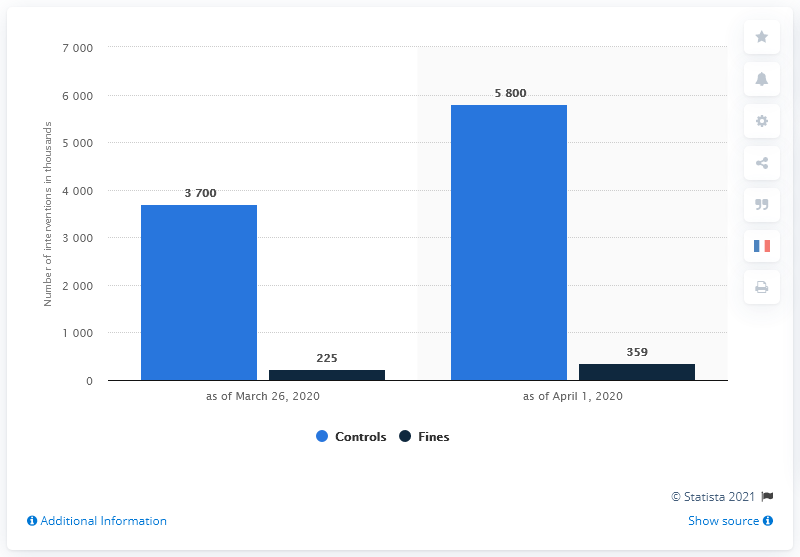 7 000
6 000
5 000
4 000
3 000
2 000
1 000
0
Number of interventions in thousands
3 700
225
5 800
359
as of March 26, 2020
as of April 1, 2020
Controls Fines
© Statista 2021
Additional Information
Show source